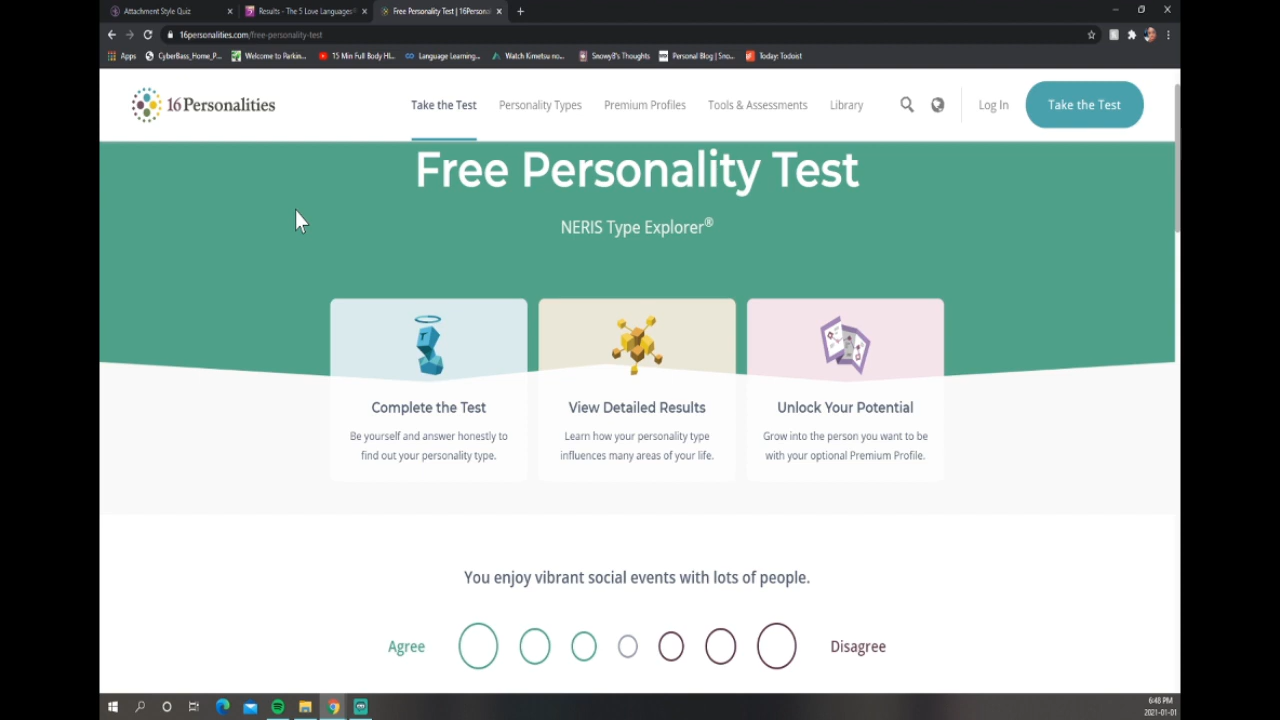 Attachment Style Quiz
Results - The 5 Love Languages®
Free Personality Test | 16Persona
16personalities.com/free-personality-test
Apps
CyberBass_Home_P...
Welcome to Parkin...
15 Min Full Body HI...
Language Learning...
Watch Kimetsu no...
SnowyB's Thoughts
Personal Blog | Sno...
Today: Todoist
16Personalities
Take the Test
Personality Types
Premium Profiles
Tools & Assessments
Library
Log In
Take the Test
Free Personality Test
NERIS Type Explorer®
Complete the Test
Be yourself and answer honestly to
find out your personality type.
View Detailed Results
Learn how your personality type
influences many areas of your life.
Unlock Your Potential
Grow into the person you want to be
with your optional Premium Profile.
You enjoy vibrant social events with lots of people.
Agree
Disagree
6:48 PM
2021-01-01